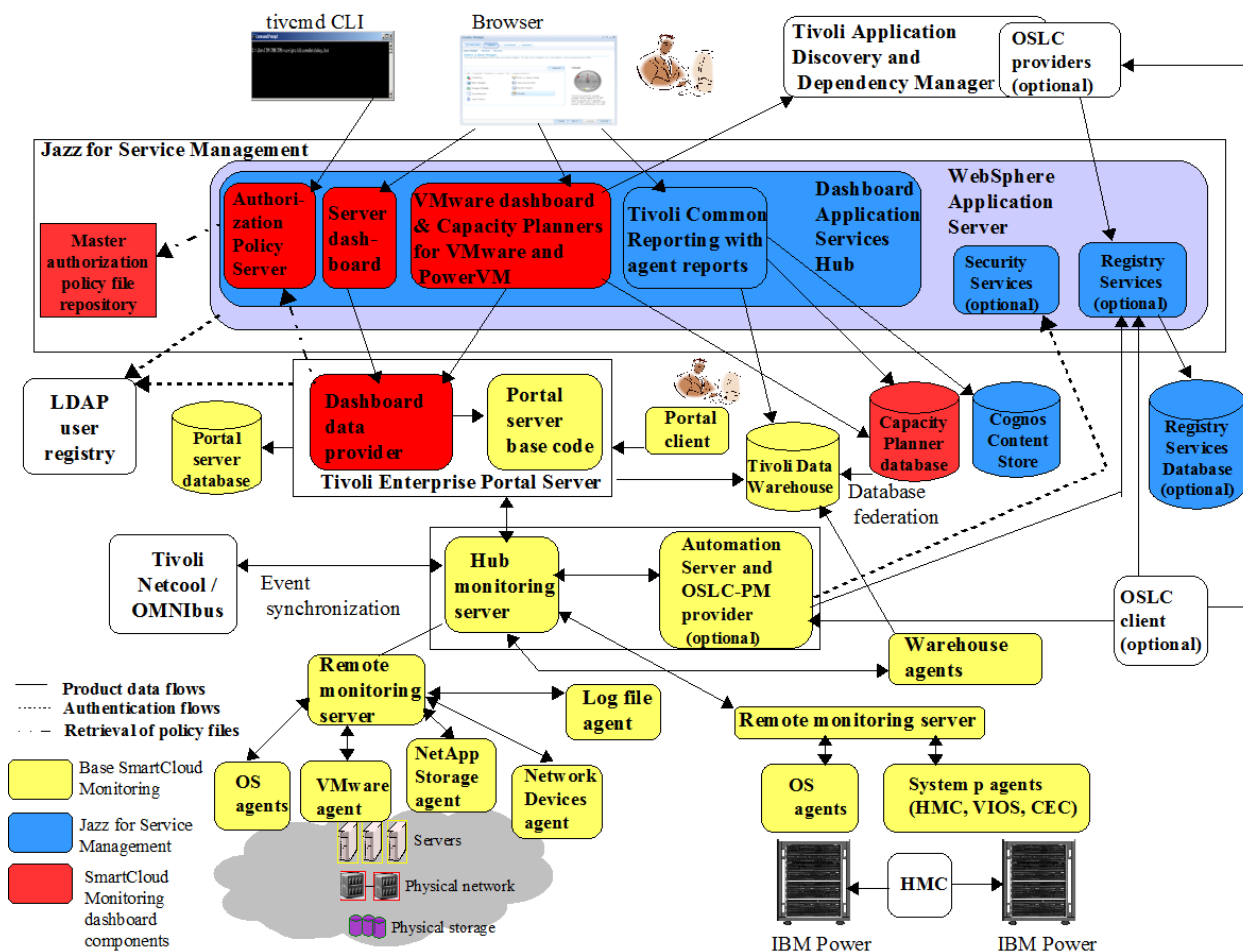 tivcmd CLI
Browser
Tivoli Application
Discovery and
Dependency Manager
OSLC
providers
(optional)
Jazz for Service Management
WebSphere
Application
Server
Dashboard
Application
Services
Hub
Authori-
zation
Policy
Server
Server
dash-
board
VMware dashboard
& Capacity Planners
for VMware and
PowerVM
Tivoli Common
Reporting with
agent reports
Security
Services
(optional)
Registry
Services
(optional)
Master
authorization
policy file
repository
LDAP
user
registry
Portal
server
database
Dashboard
data
provider
Portal
server
base code
Tivoli Enterprise Portal Server
Portal
client
Tivoli Data
Warehouse
Capacity
Planner
database
Cognos
Content
Store
Registry
Services
Database
(optional)
Database
federation
Tivoli
Netcool /
OMNIbus
Event
synchronization
Hub
monitoring
server
Automation
Server and
OSLC-PM
provider
(optional)
OSLC
client
(optional)
Warehouse
agents
Remote
monitoring
server
Log file
agent
Remote monitoring server
Product data flows
Authentication flows
Retrieval of policy files
OS
agents
VMware
agent
NetApp
Storage
agent
Network
Devices
agent
OS
agents
System p agents
(HMC, VIOS, CEC)
Base SmartCloud
Monitoring
Jazz for Service
Management
SmartCloud
Monitoring
dashboard
components
Servers
Physical network
Physical storage
HMC
IBM Power
IBM Power